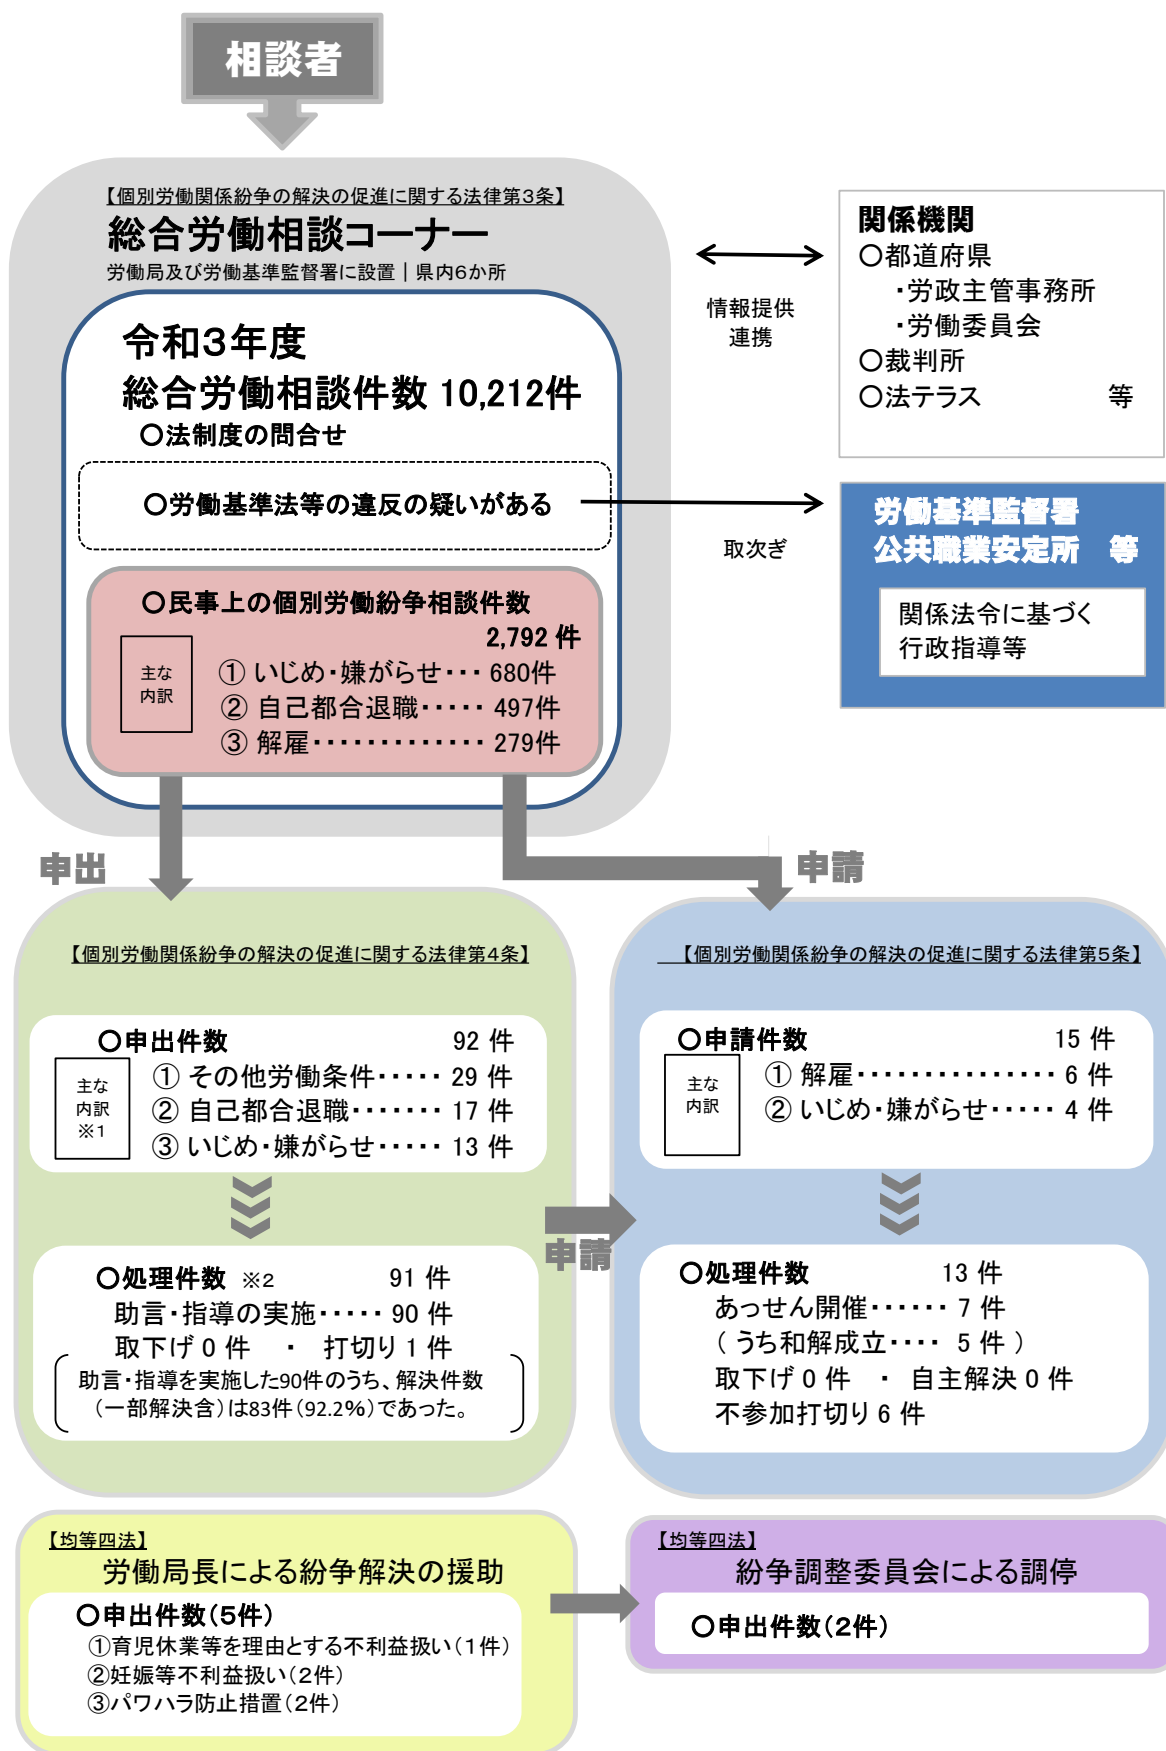 相談者
【個別労働関係紛争の解決の促進に関する法律第3条】
総合労働相談コーナー
労働局及び労働基準監督署に設置｜県内6か所
令和3年度
総合労働相談件数 10,212件
○法制度の問合せ
○労働基準法等の違反の疑いがある
○民事上の個別労働紛争相談件数
2,792 件
主な
内訳
① いじめ・嫌がらせ・・・ 680件
② 自己都合退職・・・・・ 497件
③ 解雇・・・・・・・・・・・・・ 279件
情報提供
連携
関係機関
○都道府県
・労政主管事務所
・労働委員会
○裁判所
○法テラス 等
取次ぎ
労働基準監督署
公共職業安定所 等
関係法令に基づく
行政指導等
申出
申請
【個別労働関係紛争の解決の促進に関する法律第4条】
○申出件数 92 件
主な
内訳
※1
① その他労働条件・・・・・ 29 件
② 自己都合退職・・・・・・・ 17 件
③ いじめ・嫌がらせ・・・・・ 13 件
○処理件数 ※2 91 件
助言・指導の実施・・・・・ 90 件
取下げ 0 件 ・ 打切り 1 件
助言・指導を実施した90件のうち、解決件数
（一部解決含）は83件（92.2%）であった。
申請
【個別労働関係紛争の解決の促進に関する法律第5条】
○申請件数 15 件
主な
内訳
① 解雇・・・・・・・・・・・・・・・ 6 件
② いじめ・嫌がらせ・・・・・ 4 件
○処理件数 13 件
あっせん開催・・・・・・ 7 件
（ うち和解成立・・・・ 5 件 ）
取下げ 0 件 ・ 自主解決 0 件
不参加打切り 6 件
【均等四法】
労働局長による紛争解決の援助
○申出件数（5件）
①育児休業等を理由とする不利益扱い（1件）
②妊娠等不利益扱い（2件）
③パワハラ防止措置（2件）
【均等四法】
紛争調整委員会による調停
○申出件数（2件）